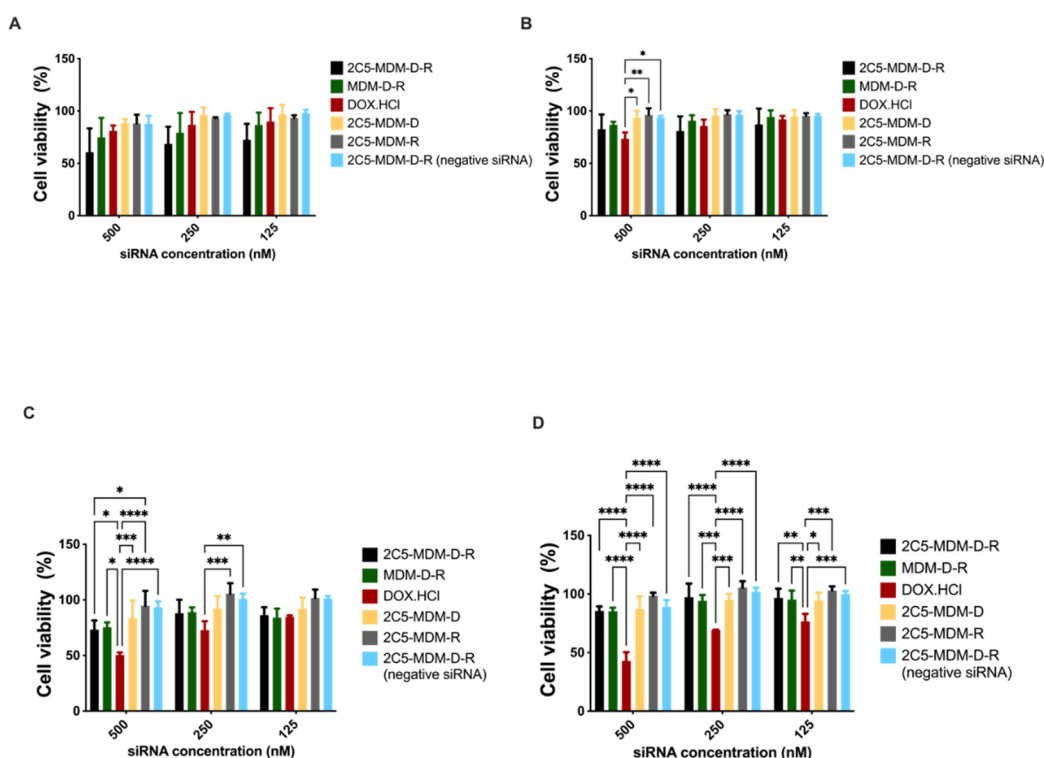 A
150
100
50
0
Cell viability (%)
500
250
125
siRNA concentration (nM)
2C5-MDM-D-R
MDM-D-R
DOX.HCl
2C5-MDM-D
2C5-MDM-R
2C5-MDM-D-R (negative siRNA)
B
150
100
50
0
Cell viability (%)
*
**
*
500
250
125
siRNA concentration (nM)
2C5-MDM-D-R
MDM-D-R
DOX.HCl
2C5-MDM-D
2C5-MDM-R
2C5-MDM-D-R (negative siRNA)
C
150
100
50
0
Cell viability (%)
*
* ****
***
* ****
**
***
500
250
125
siRNA concentration (nM)
2C5-MDM-D-R
MDM-D-R
DOX.HCl
2C5-MDM-D
2C5-MDM-R
2C5-MDM-D-R
(negative siRNA)
D
150
100
50
0
Cell viability (%)
****
****
****
****
****
****
****
****
***
***
***
** *
** ***
500
250
125
siRNA concentration (nM)
2C5-MDM-D-R
MDM-D-R
DOX.HCl
2C5-MDM-D
2C5-MDM-R
2C5-MDM-D-R
(negative siRNA)